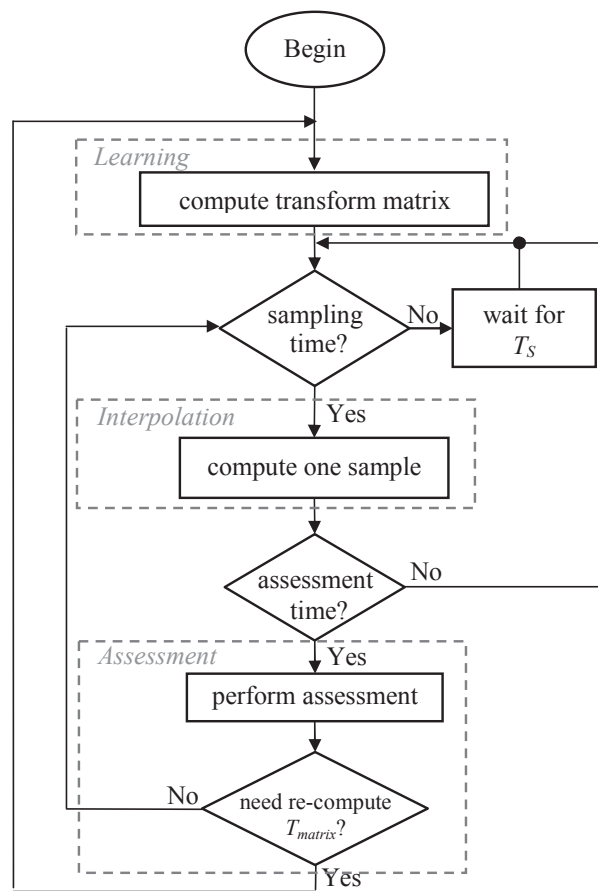 Begin
Learning
compute transform matrix
sampling
time?
No
wait for
T_S
Yes
Interpolation
compute one sample
assessment
time?
No
Yes
Assessment
perform assessment
need re-compute
T_matrix?
No
Yes